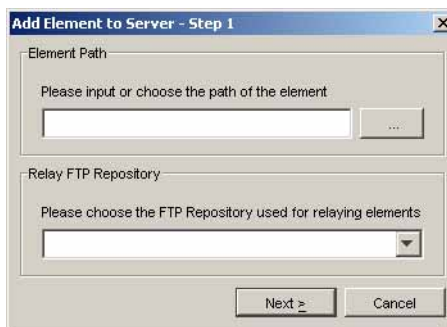 Add Element to Server - Step 1
Element Path
Please input or choose the path of the element
...
Relay FTP Repository
Please choose the FTP Repository used for relaying elements
Next >
Cancel